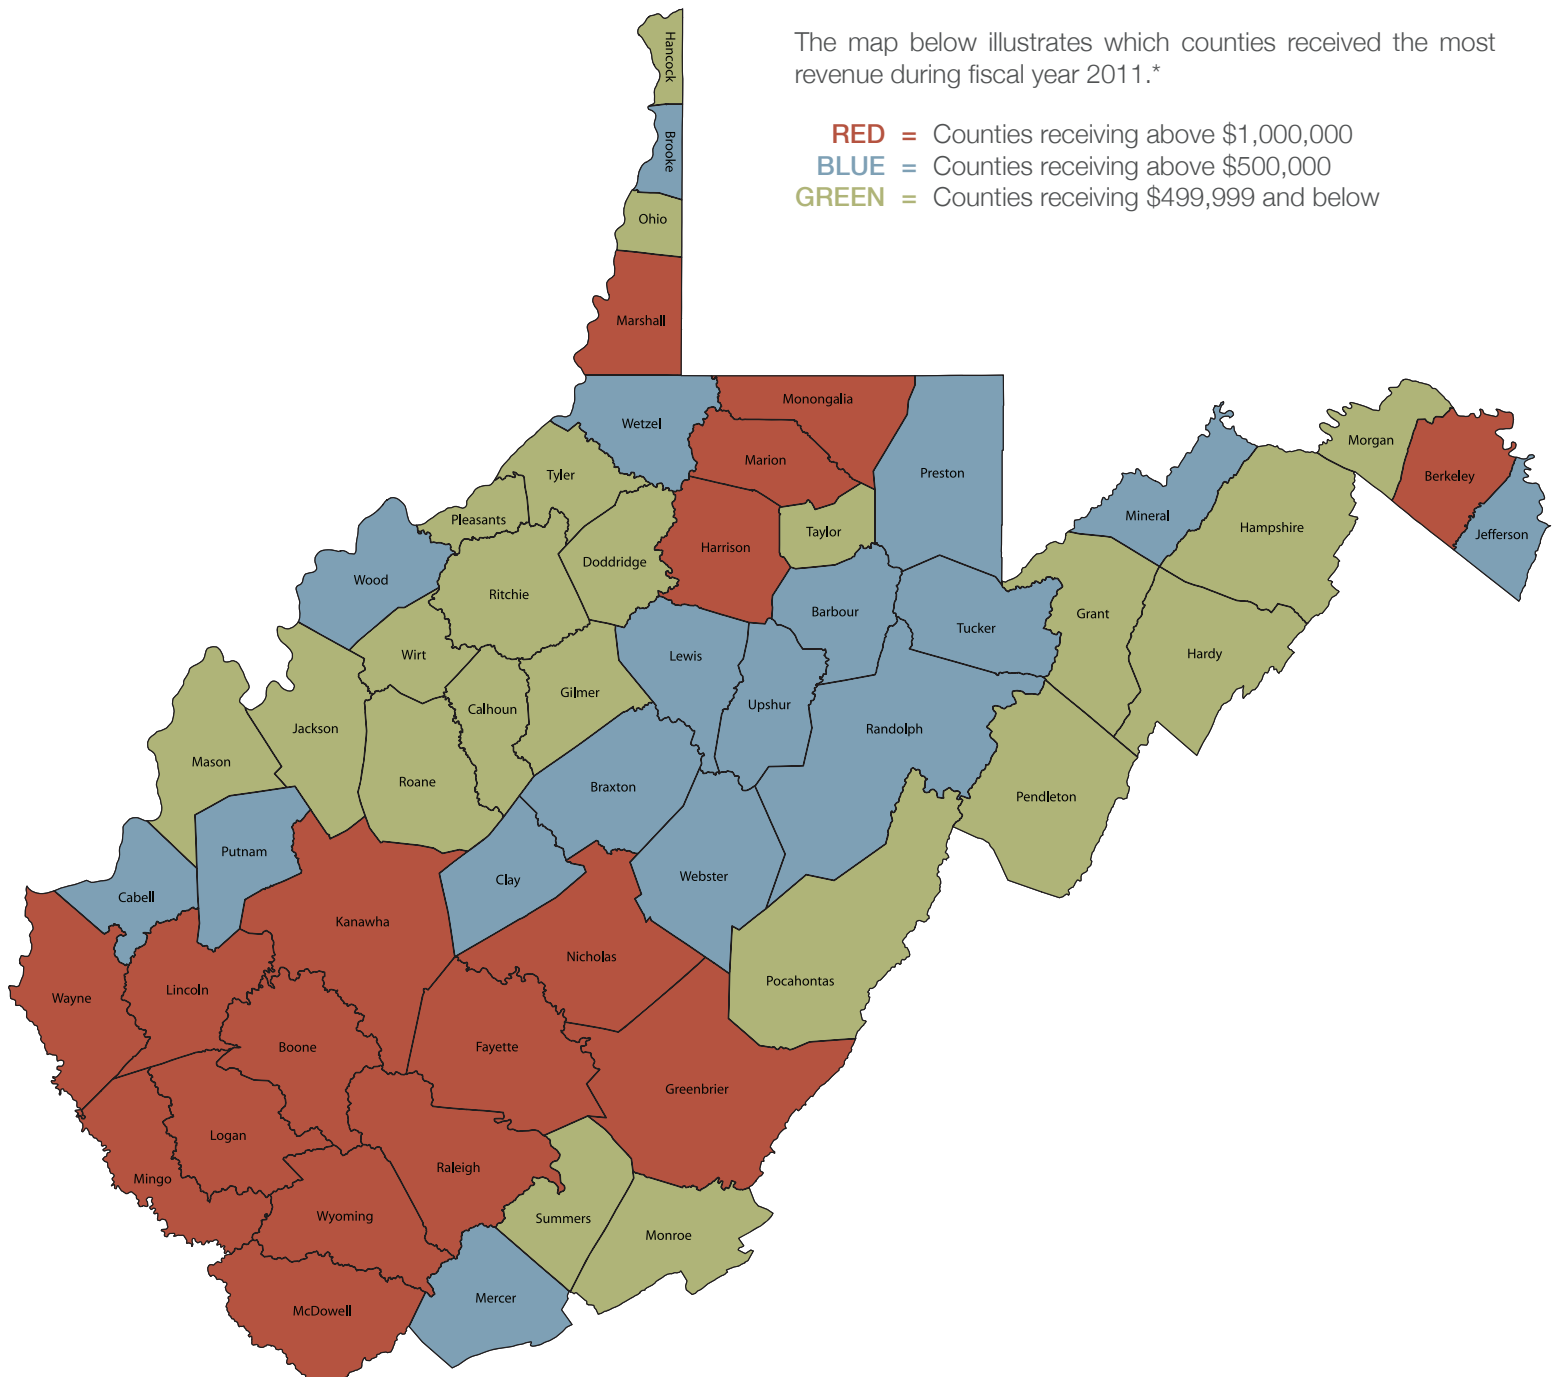 The map below illustrates which counties received the most
revenue during fiscal year 2011.*
RED = Counties receiving above $1,000,000
BLUE = Counties receiving above $500,000
GREEN = Counties receiving $499,999 and below
Hancock
Brooke
Ohio
Marshall
Wetzel
Monongalia
Marion
Preston
Tyler
Pleasants
Doddridge
Harrison
Taylor
Wood
Ritchie
Barbour
Tucker
Mineral
Hampshire
Morgan
Berkeley
Jefferson
Grant
Hardy
Wirt
Calhoun
Gilmer
Lewis
Upshur
Randolph
Pendleton
Mason
Jackson
Roane
Braxton
Putnam
Cabell
Clay
Webster
Kanawha
Nicholas
Pocahontas
Wayne
Lincoln
Boone
Fayette
Greenbrier
Logan
Mingo
Raleigh
Wyoming
Summers
Monroe
McDowell
Mercer